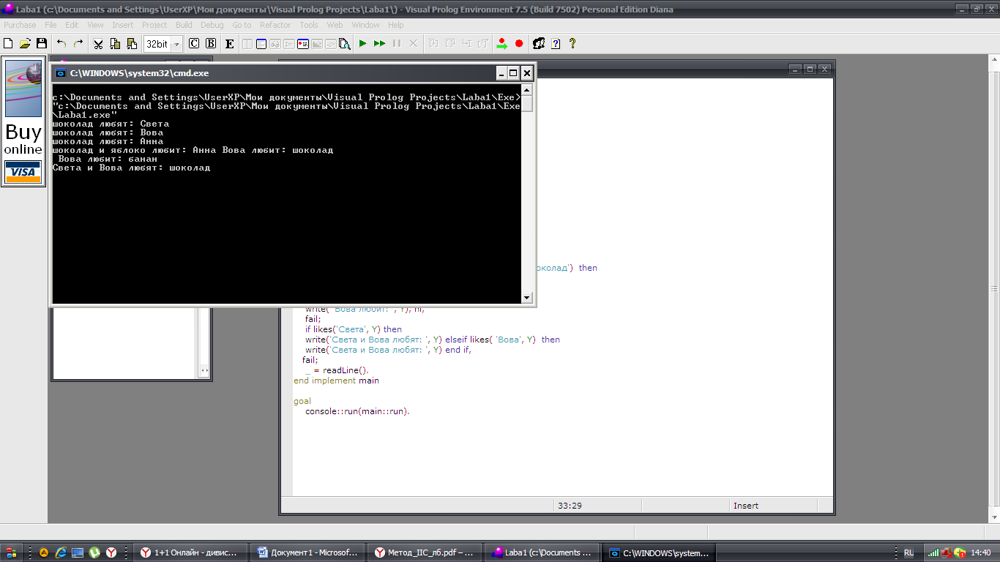 Laba1 (c:\Documents and Settings\UserXP\Мои документы\Visual Prolog Projects\Laba1\) - Visual Prolog Environment 7.5 (Build 7502) Personal Edition Diana
Purchase File Edit View Insert Project Build Debug Go to Refactor Tools Web Window Help
32bit C B E
Buy
online
VISA
C:\WINDOWS\system32\cmd.exe
c:\Documents and Settings\UserXP\Мои документы\Visual Prolog Projects\Laba1\Exe>
"c:\Documents and Settings\UserXP\Мои документы\Visual Prolog Projects\Laba1\Exe
\Laba1.exe"
шоколад любят: Света
шоколад любят: Вова
шоколад любят: Анна
шоколад и яблоко любит: Анна Вова любит: шоколад
Вова любит: банан
Света и Вова любят: шоколад
околад') then
write( " Вова любит: ", Y), nl,
fail;
if likes('Света', Y) then
write('Света и Вова любят: ', Y) elseif likes( 'Вова', Y) then
write('Света и Вова любят: ', Y) end if,
fail;
_ = readLine().
end implement main
goal
console::run(main::run).
33:29 Insert
1+1 Онлайн - дивис... Документ1 - Microsof... Метод_ІІС_лб.pdf – ... Laba1 (c:\Documents ... C:\WINDOWS\system... RU 14:40